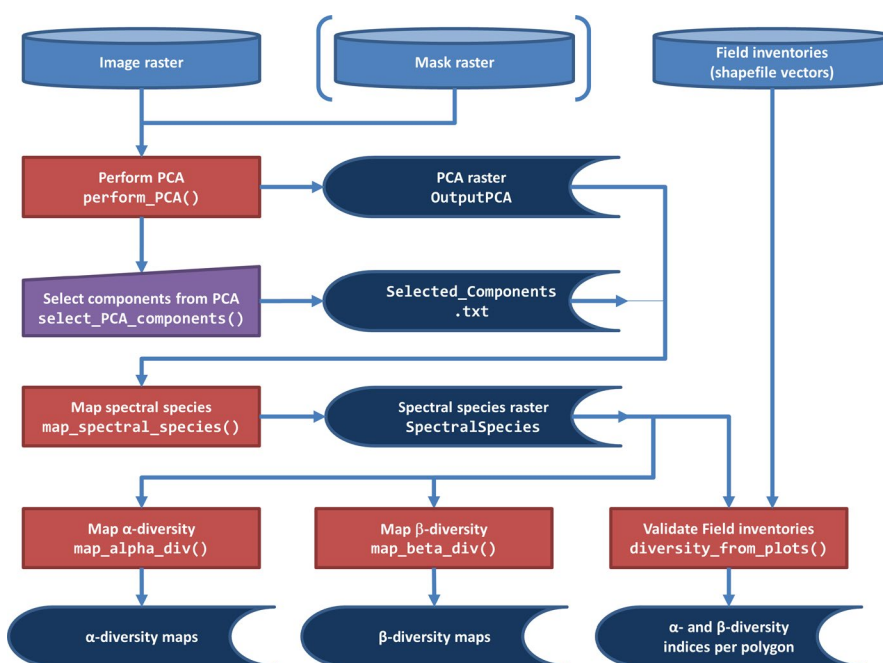 Image raster
Mask raster
Field inventories
(shapefile vectors)
Perform PCA
perform_PCA()
PCA raster
OutputPCA
Select components from PCA
select_PCA_components()
Selected_Components
.txt
Map spectral species
map_spectral_species()
Spectral species raster
SpectralSpecies
Map α-diversity
map_alpha_div()
Map β-diversity
map_beta_div()
Validate Field inventories
diversity_from_plots()
α-diversity maps
β-diversity maps
α- and β-diversity
indices per polygon